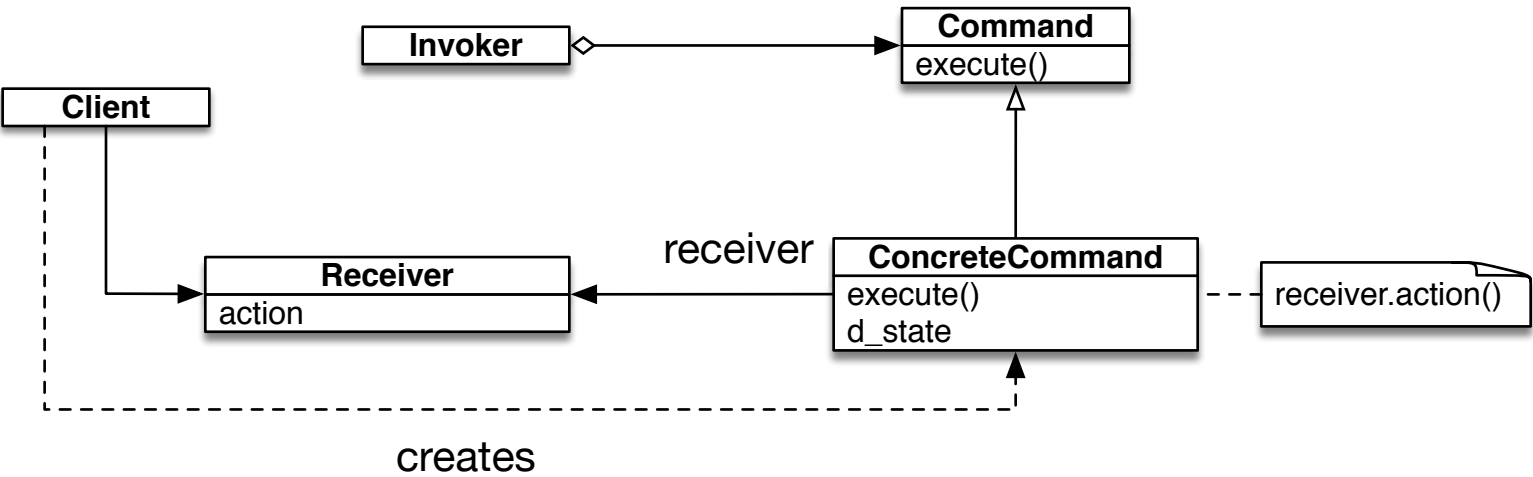 Command
Invoker
execute()
Client
receiver
ConcreteCommand
Receiver
execute()
receiver.action()
action
d_state
creates